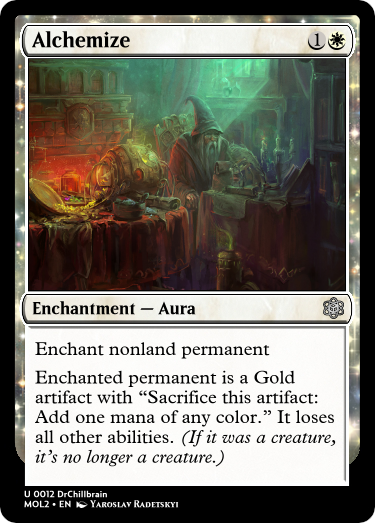 Alchemize 1
Enchantment — Aura
Enchant nonland permanent
Enchanted permanent is a Gold
artifact with “Sacrifice this artifact:
Add one mana of any color.” It loses
all other abilities. (If it was a creature,
it’s no longer a creature.)
U 0012 DrChillbrain
MOL2 • EN Yaroslav Radetskyi